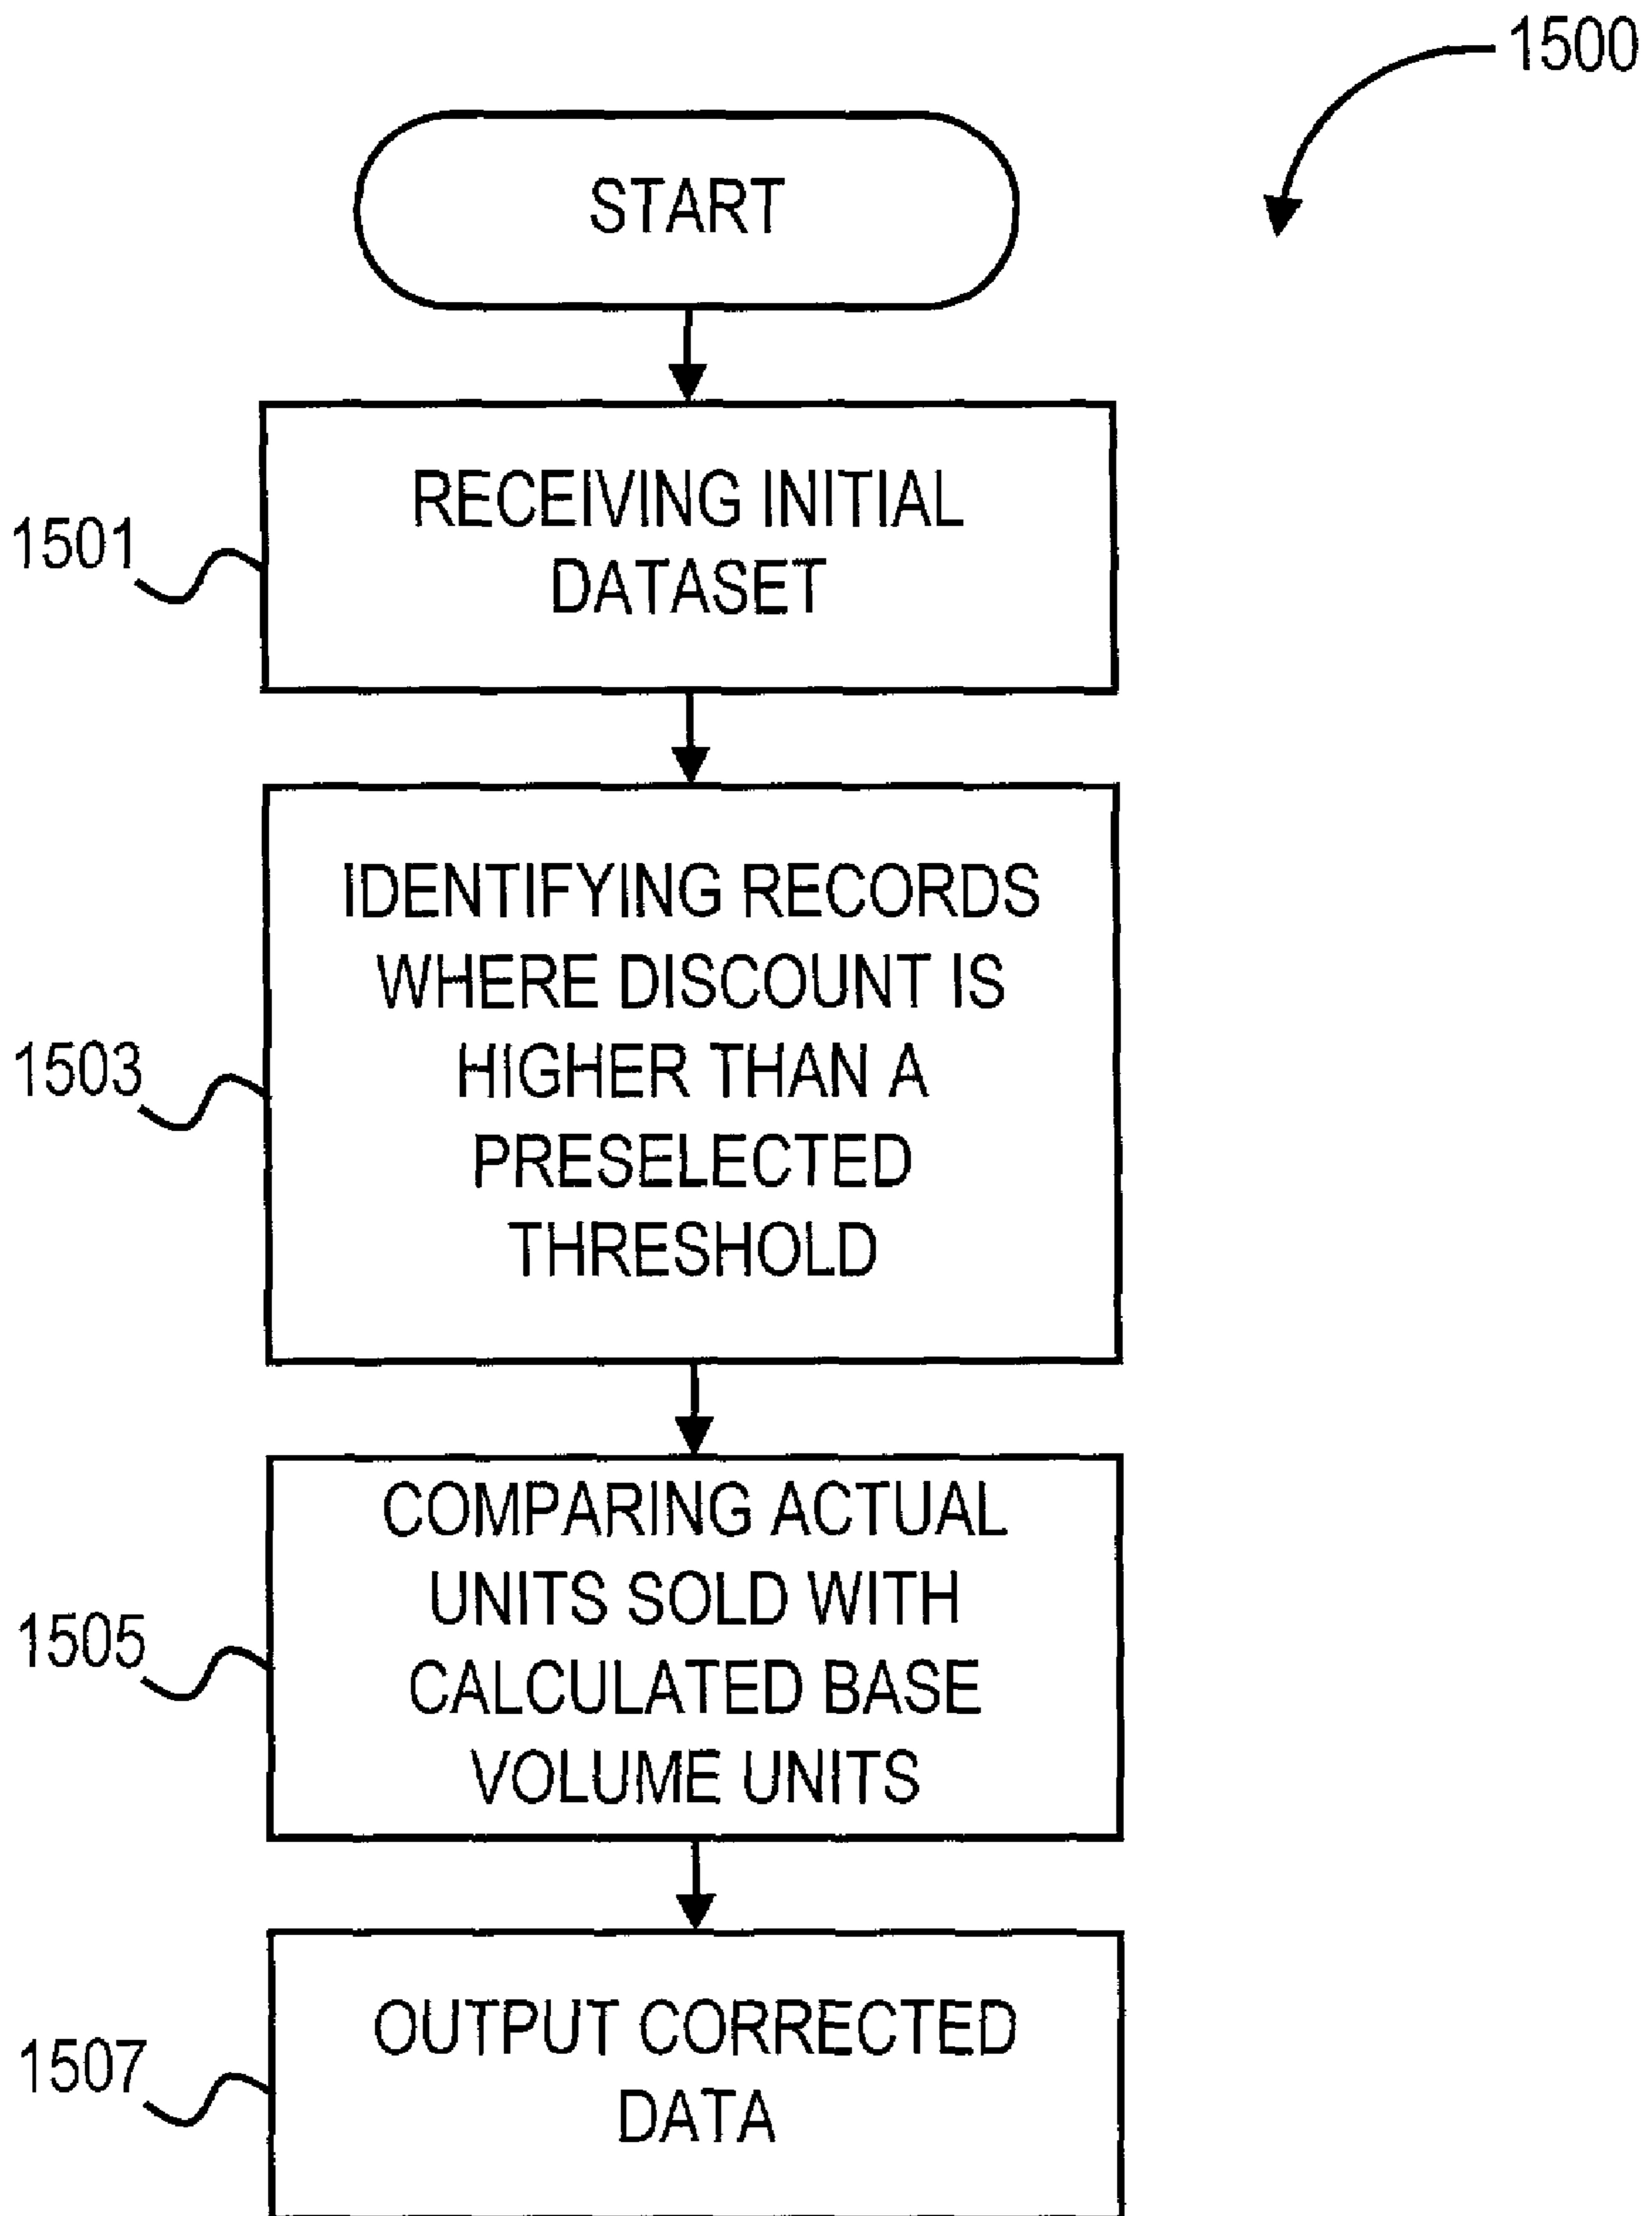 1500
START
1501
RECEIVING INITIAL
DATASET
1503
IDENTIFYING RECORDS
WHERE DISCOUNT IS
HIGHER THAN A
PRESELECTED
THRESHOLD
1505
COMPARING ACTUAL
UNITS SOLD WITH
CALCULATED BASE
VOLUME UNITS
1507
OUTPUT CORRECTED
DATA